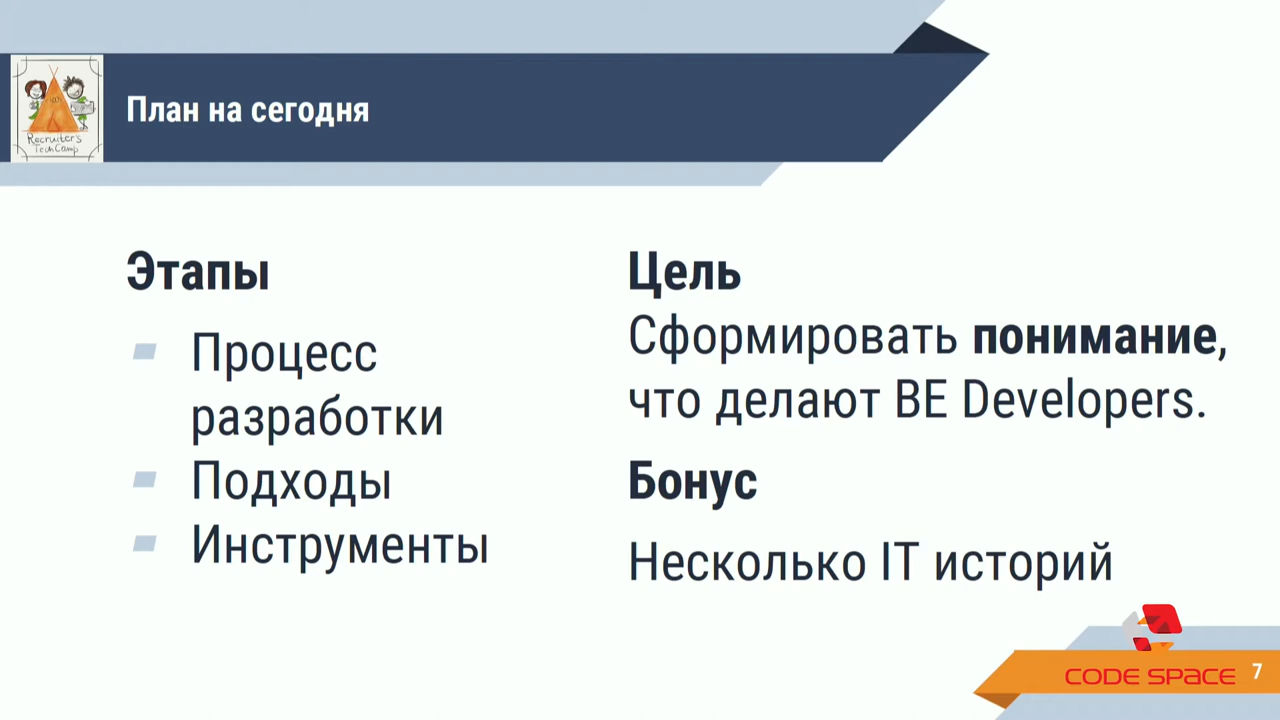 План на сегодня
Recruiter's
Tech Camp
Этапы
Процесс
разработки
Подходы
Инструменты
Цель
Сформировать понимание,
что делают BE Developers.
Бонус
Несколько IT историй
CODE SPACE
7